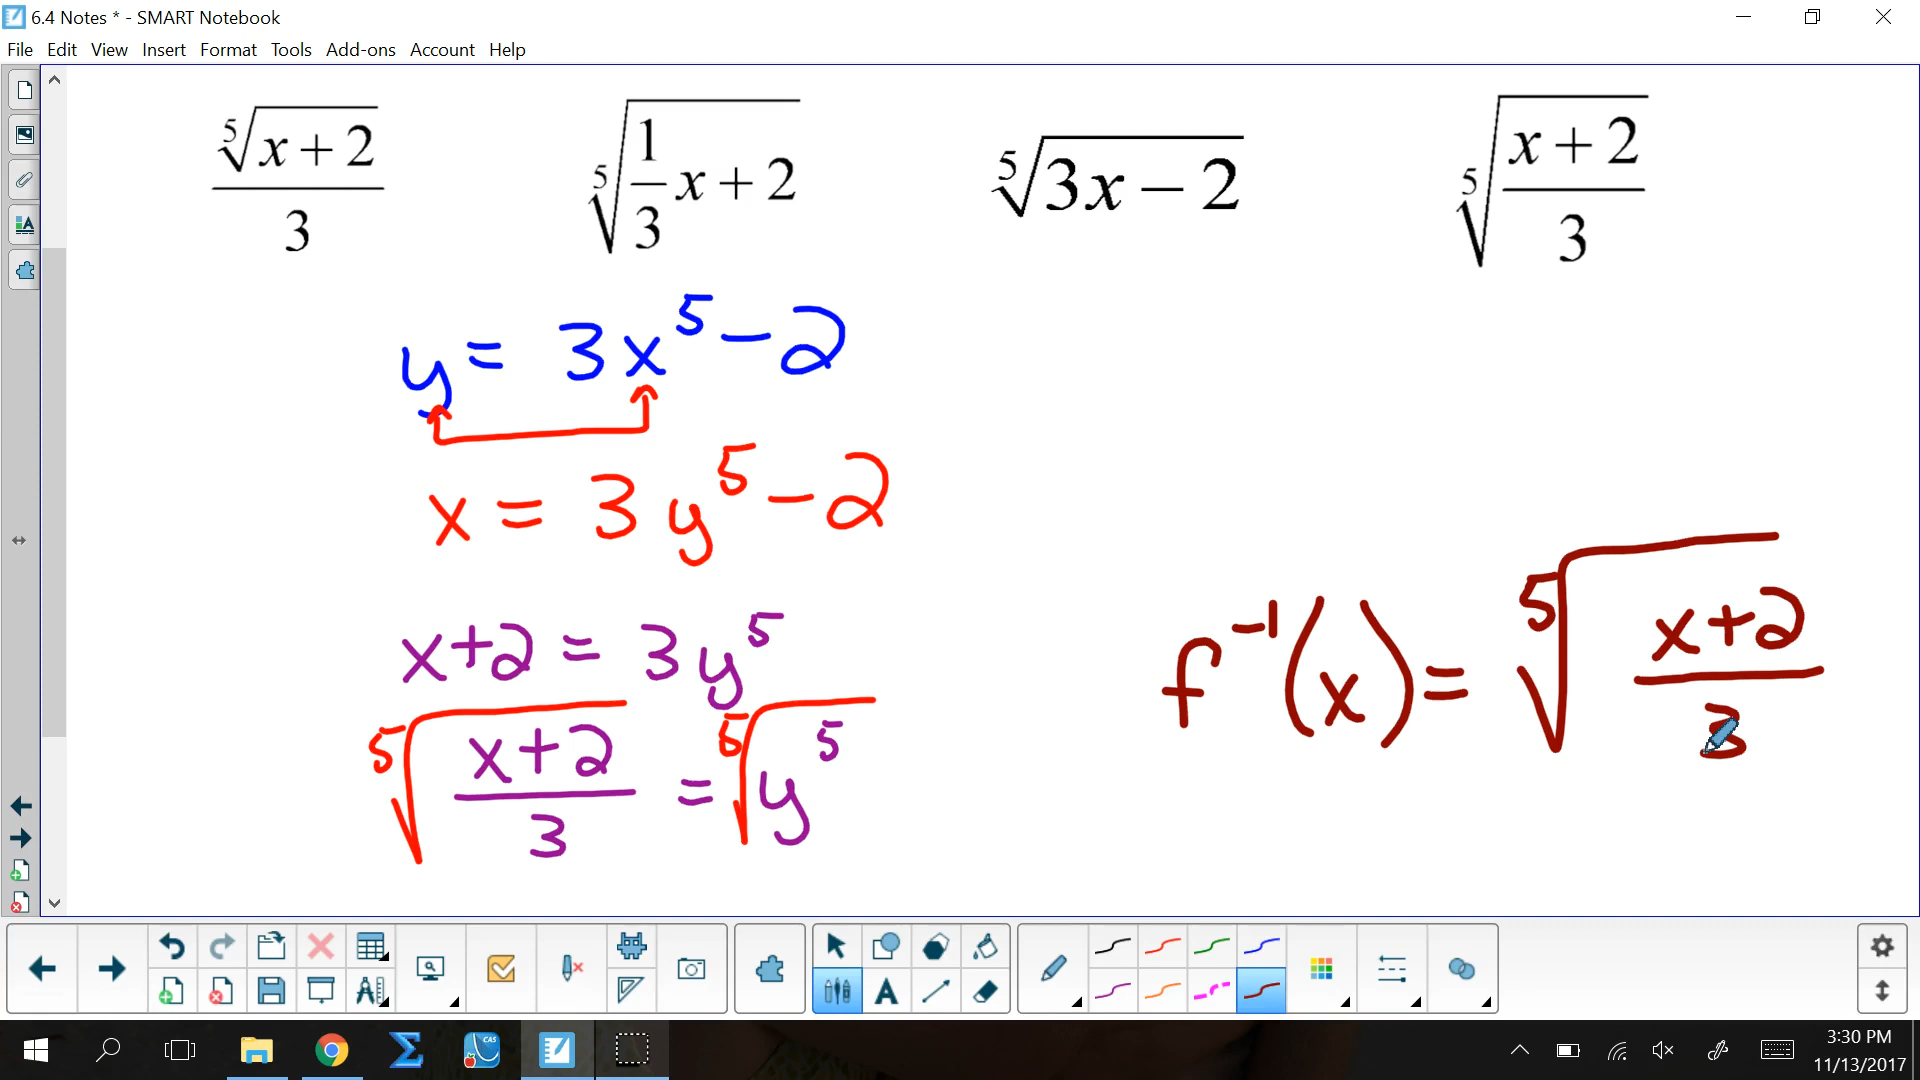 6.4 Notes * - SMART Notebook
File Edit View Insert Format Tools Add-ons Account Help
⁵√(x + 2) / 3
⁵√(1/3 x + 2)
⁵√(3x − 2)
⁵√((x + 2)/3)
y = 3x⁵ − 2
x = 3y⁵ − 2
x+2 = 3y⁵
⁵√((x+2)/3) = ⁵√(y⁵)
f⁻¹(x) = ⁵√((x+2)/3)
A
CAS
3:30 PM
11/13/2017